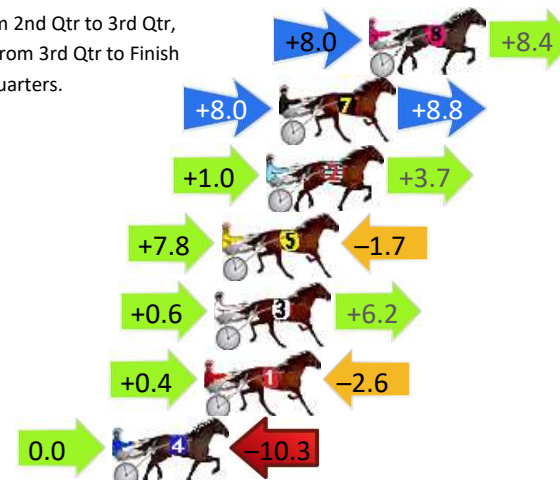 2nd Qtr to 3rd Qtr,
from 3rd Qtr to Finish
+8.0 8 +8.4
+8.0 7 +8.8
+1.0 2 +3.7
+7.8 5 –1.7
+0.6 3 +6.2
+0.4 1 –2.6
0.0 4 –10.3